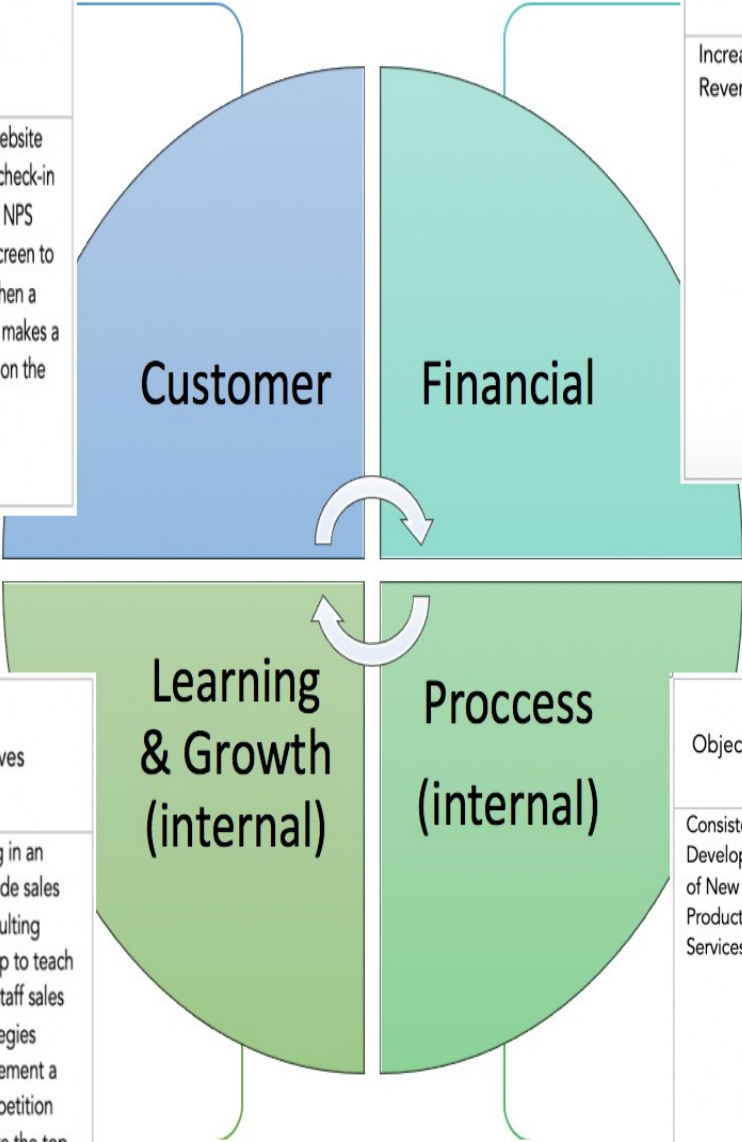 ebsite
check-in
NPS
creen to
hen a
makes a
on the
Increa
Rever
Customer
Financial
Learning
& Growth
(internal)
Proccess
(internal)
ves
g in an
de sales
ulting
p to teach
taff sales
egies
ement a
petition
Objec
Consiste
Develop
of New
Product
Services